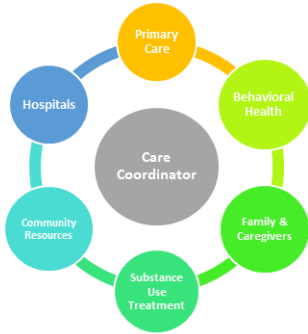 Primary
Care
Behavioral
Health
Hospitals
Care
Coordinator
Community
Resources
Family &
Caregivers
Substance
Use
Treatment